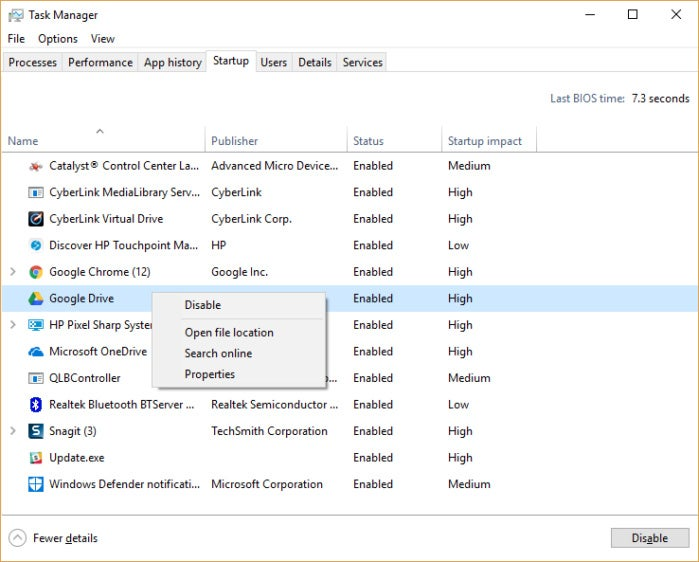 Task Manager
File Options View
Processes Performance App history Startup Users Details Services
Last BIOS time: 7.3 seconds
Name Publisher Status Startup impact
Catalyst® Control Center La... Advanced Micro Device... Enabled Medium
CyberLink MediaLibrary Serv... CyberLink Enabled High
CyberLink Virtual Drive CyberLink Corp. Enabled High
Discover HP Touchpoint Ma... HP Enabled Low
Google Chrome (12) Google Inc. Enabled High
Google Drive Enabled High
Disable
HP Pixel Sharp System Enabled High
Open file location
Microsoft OneDrive Enabled High
Search online
QLBController ... Enabled Medium
Properties
Realtek Bluetooth BTServer ... Realtek Semiconductor ... Enabled Low
Snagit (3) TechSmith Corporation Enabled High
Update.exe Enabled High
Windows Defender notificati... Microsoft Corporation Enabled Medium
Fewer details Disable